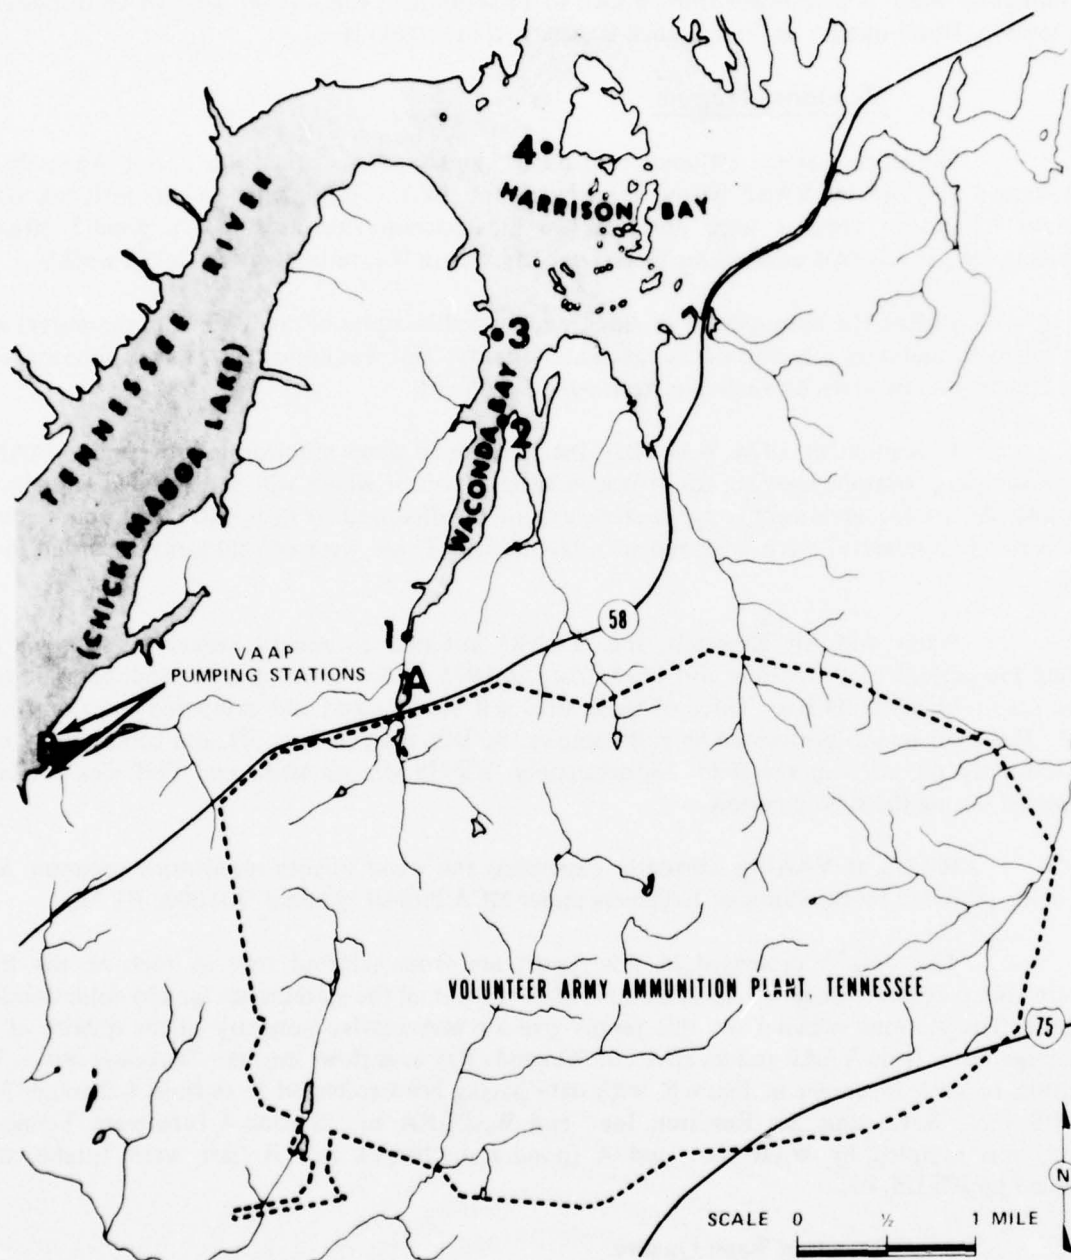 4
HARRISON BAY
TENNESSEE RIVER
(CHICKAMAUGA LAKE)
3
WACONDA BAY
2
58
1
VAAP
PUMPING STATIONS
A
B
VOLUNTEER ARMY AMMUNITION PLANT, TENNESSEE
75
N
SCALE 0 ½ 1 MILE